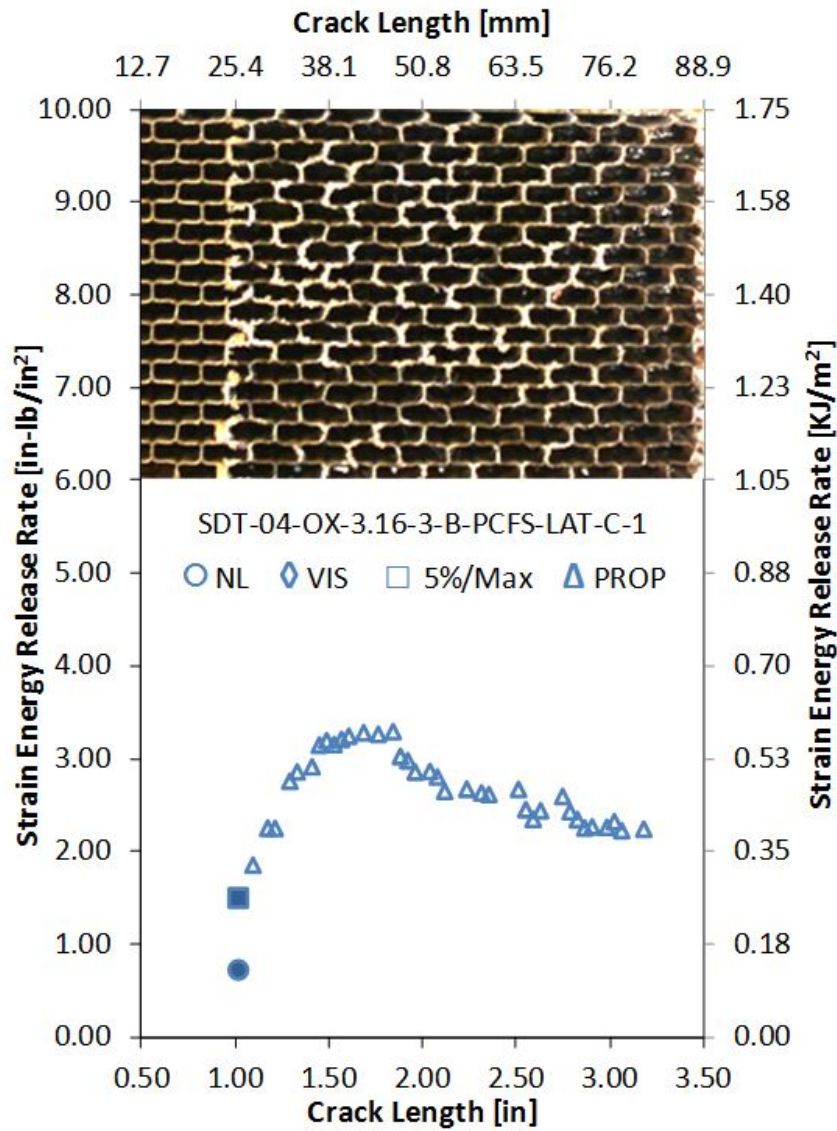 Crack Length [mm]
12.7 25.4 38.1 50.8 63.5 76.2 88.9
10.00 1.75
9.00 1.58
8.00 1.40
7.00 1.23
6.00 1.05
SDT-04-OX-3.16-3-B-PCFS-LAT-C-1
5.00 NL VIS 5%/Max PROP 0.88
4.00 0.70
3.00 0.53
2.00 0.35
1.00 0.18
0.00 0.00
0.50 1.00 1.50 2.00 2.50 3.00 3.50
Crack Length [in]
Strain Energy Release Rate [in-lb/in²]
Strain Energy Release Rate [KJ/m²]